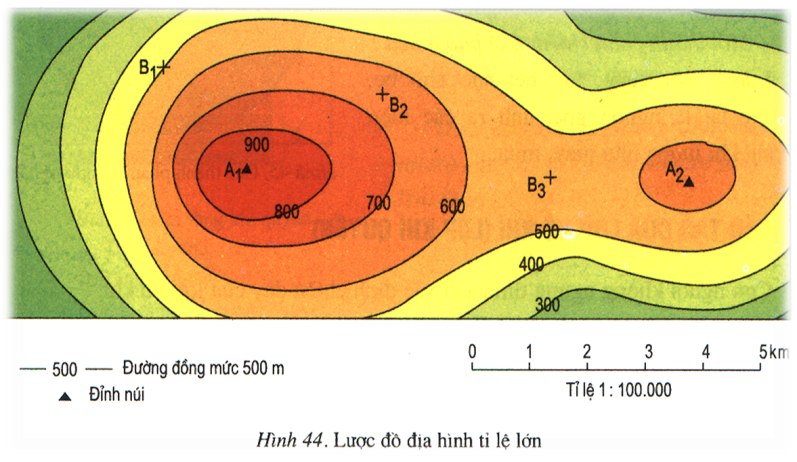 B1
B2
900
A1
A2
B3
800
700
600
500
400
300
500 Đường đồng mức 500 m
Đỉnh núi
0 1 2 3 4 5km
Tỉ lệ 1 : 100.000
Hình 44. Lược đồ địa hình tỉ lệ lớn